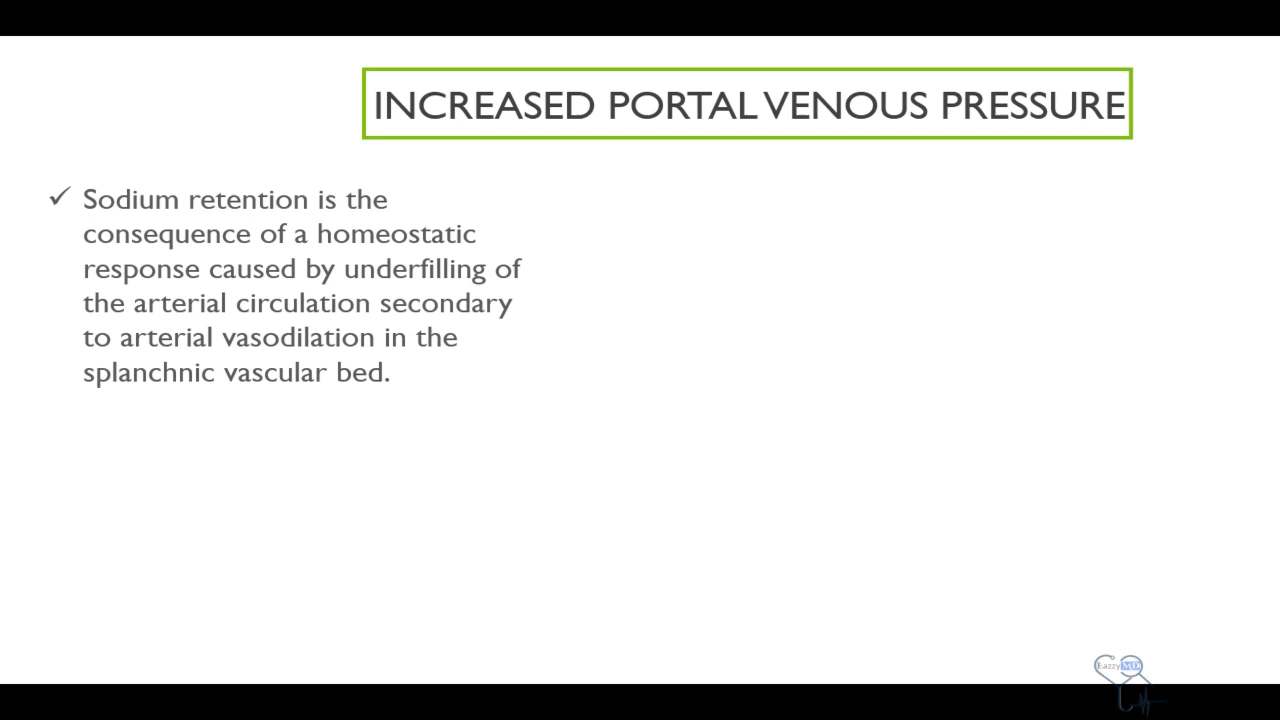 INCREASED PORTAL VENOUS PRESSURE
✓ Sodium retention is the
consequence of a homeostatic
response caused by underfilling of
the arterial circulation secondary
to arterial vasodilation in the
splanchnic vascular bed.
EazzyMD